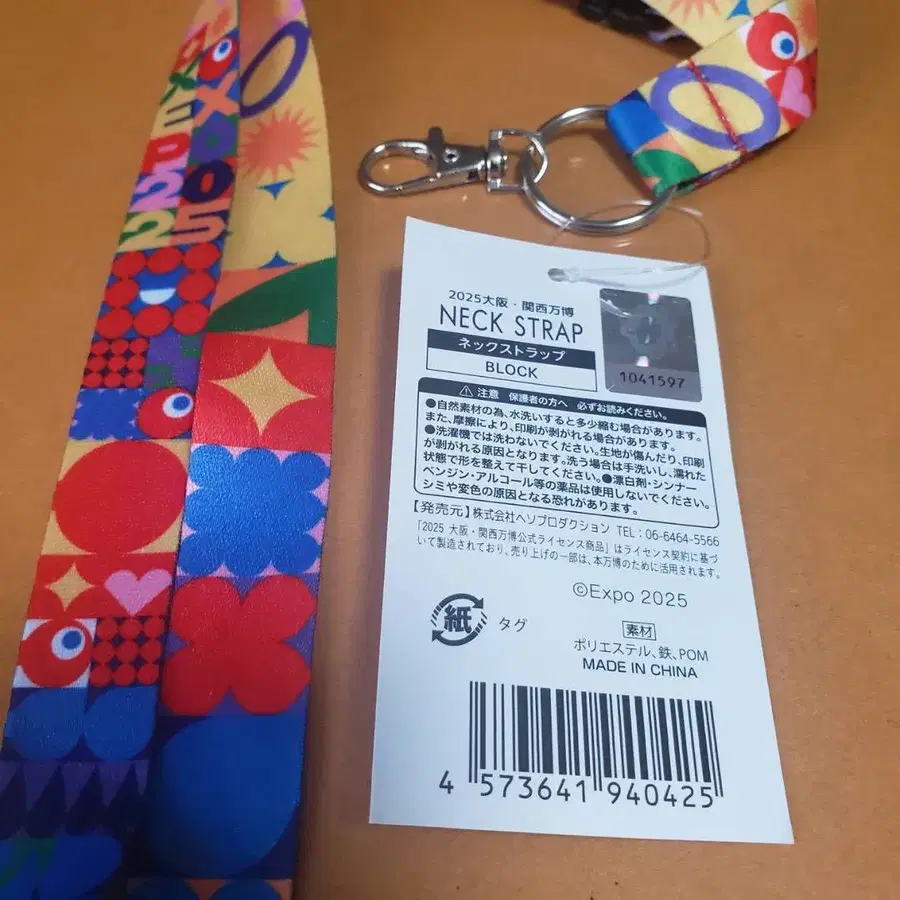 EXPO
2025
EXPO
2025
2025大阪・関西万博
NECK STRAP
ネックストラップ
BLOCK
1041597
⚠注意 保護者の方へ 必ずお読みください。
●自然素材の為、水洗いすると多少縮む場合があります。
また、摩擦により、印刷が剥がれる場合があります。
●洗濯機では洗わないでください。生地が傷んだり、印刷
が剥がれる原因となります。洗う場合は手洗いし、濡れた
状態で形を整えて干してください。●漂白剤・シンナー
ベンジン・アルコール等の薬品は使用しないでください。
シミや変色の原因となる恐れがあります。
【発売元】株式会社ヘソプロダクション TEL：06-6464-5566
「2025 大阪・関西万博公式ライセンス商品」はライセンス契約に基づ
いて製造されており、売り上げの一部は、本万博のために活用されます。
©Expo 2025
紙 タグ
素材
ポリエステル、鉄、POM
MADE IN CHINA
4 573641 940425